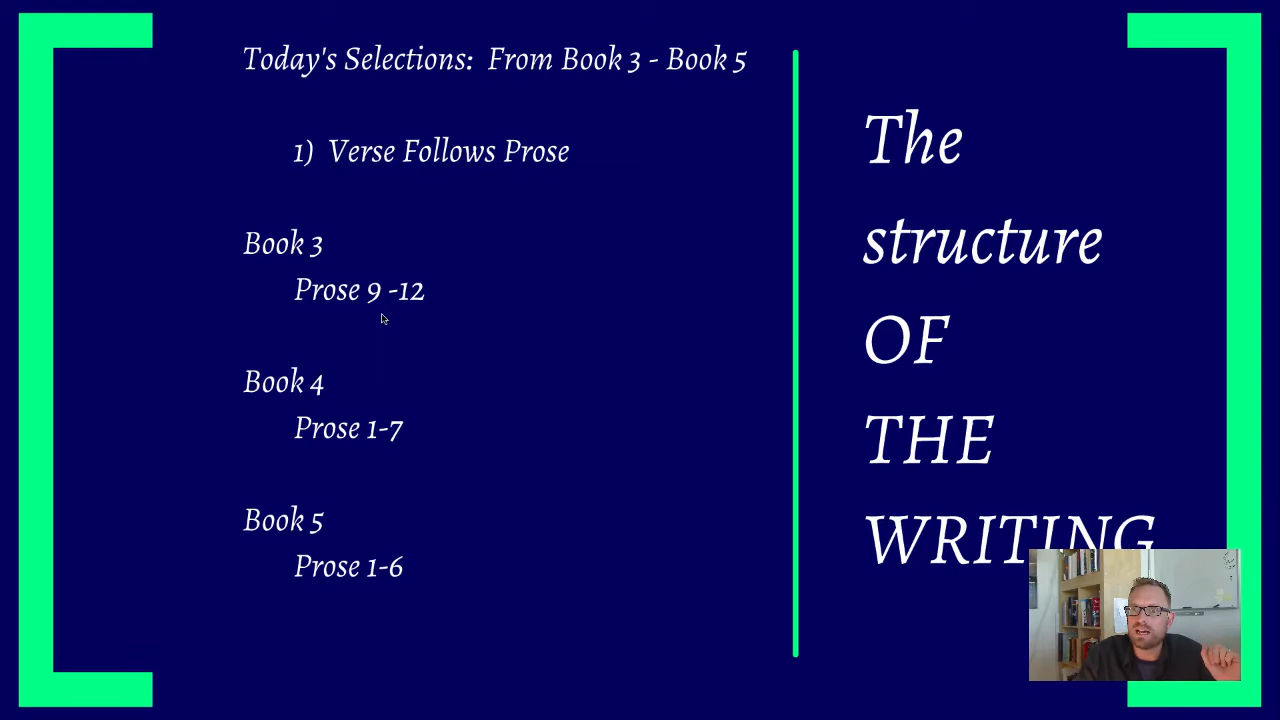 Today's Selections: From Book 3 - Book 5
1) Verse Follows Prose
Book 3
Prose 9 -12
Book 4
Prose 1-7
Book 5
Prose 1-6
The
structure
OF
THE
WRITING